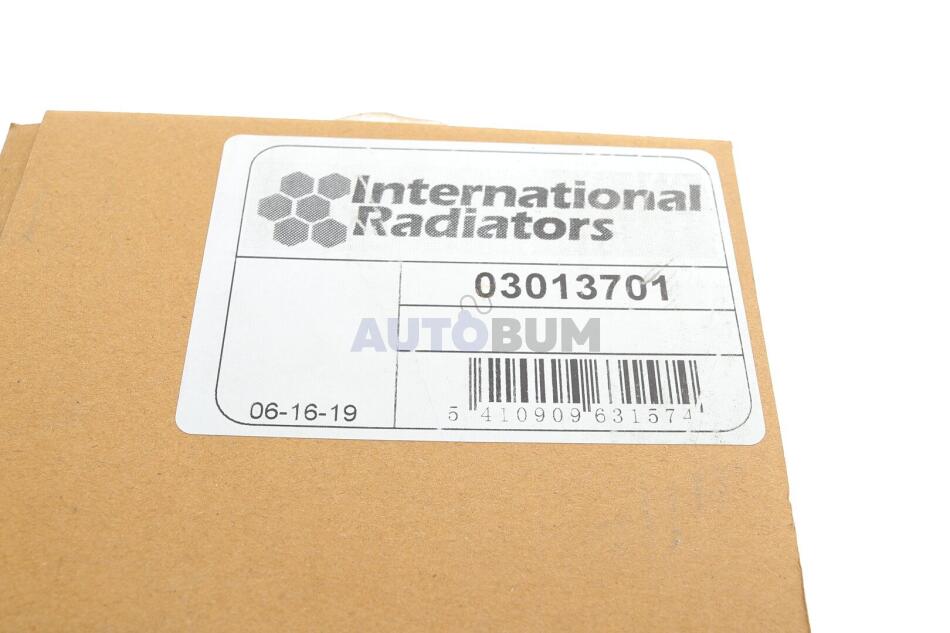 International
Radiators
03013701
AUTOBUM
06-16-19
5 410909 631574